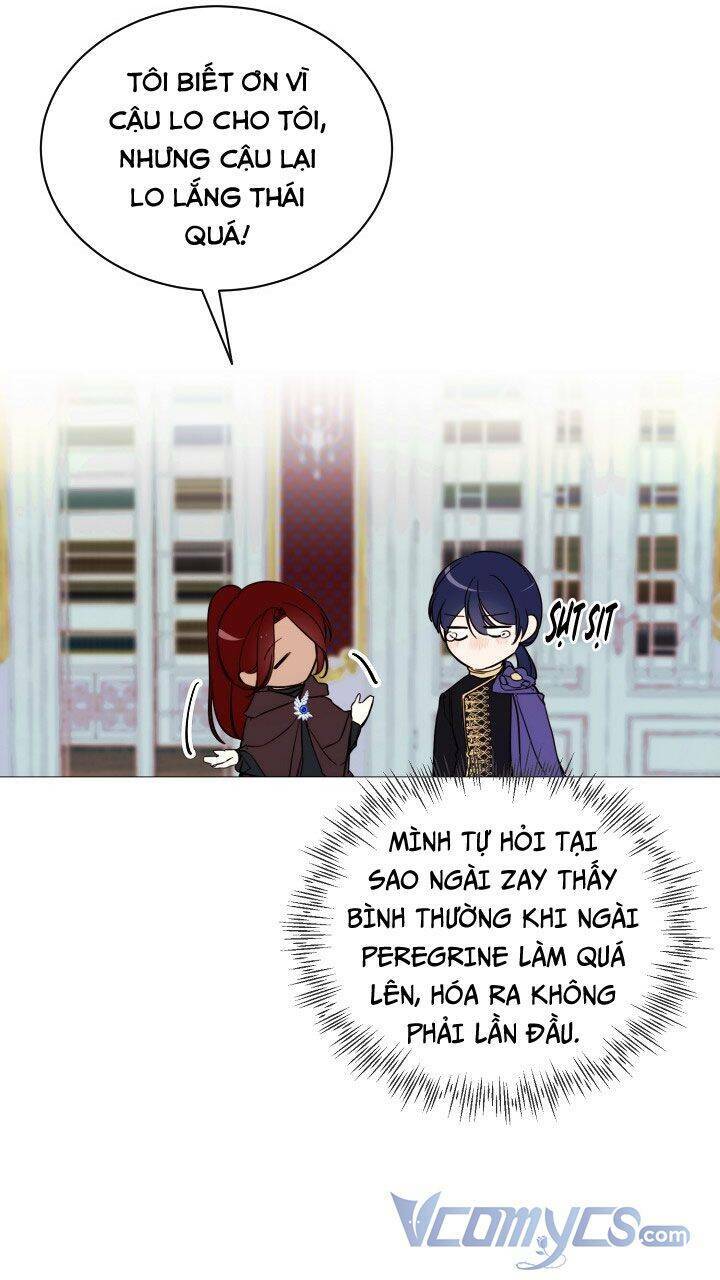 TÔI BIẾT ƠN VÌ
CẬU LO CHO TÔI,
NHƯNG CẬU LẠI
LO LẮNG THÁI
QUÁ!
SỤT SỊT
MÌNH TỰ HỎI TẠI
SAO NGÀI ZAY THẤY
BÌNH THƯỜNG KHI NGÀI
PEREGRINE LÀM QUÁ
LÊN, HÓA RA KHÔNG
PHẢI LẦN ĐẦU.
VCOMYCS.com